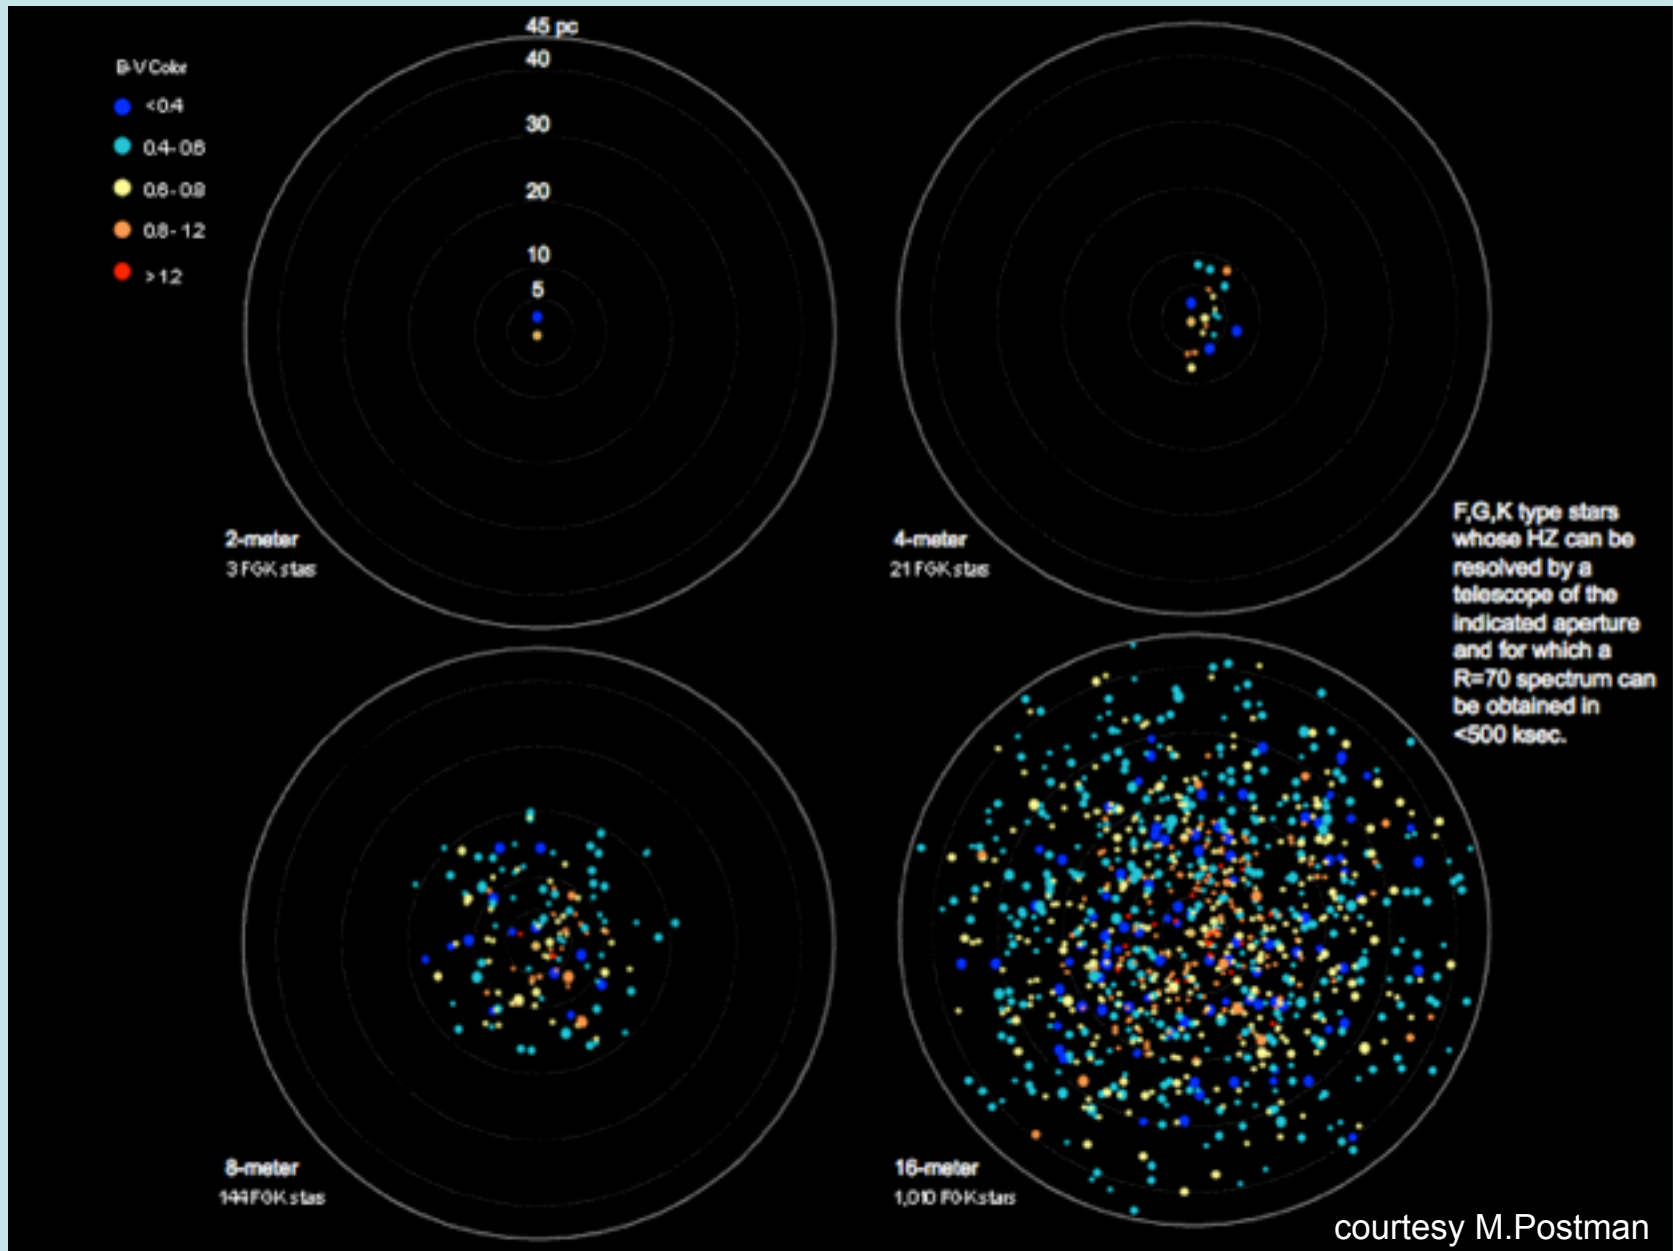 45 pc
40
30
20
10
5
B-V Color
<0.4
0.4-0.6
0.6-0.8
0.8-1.2
>1.2
2-meter
3 FGK stars
4-meter
21 FGK stars
F,G,K type stars
whose HZ can be
resolved by a
telescope of the
indicated aperture
and for which a
R=70 spectrum can
be obtained in
<500 ksec.
8-meter
144 FGK stars
16-meter
1,010 FGK stars
courtesy M.Postman